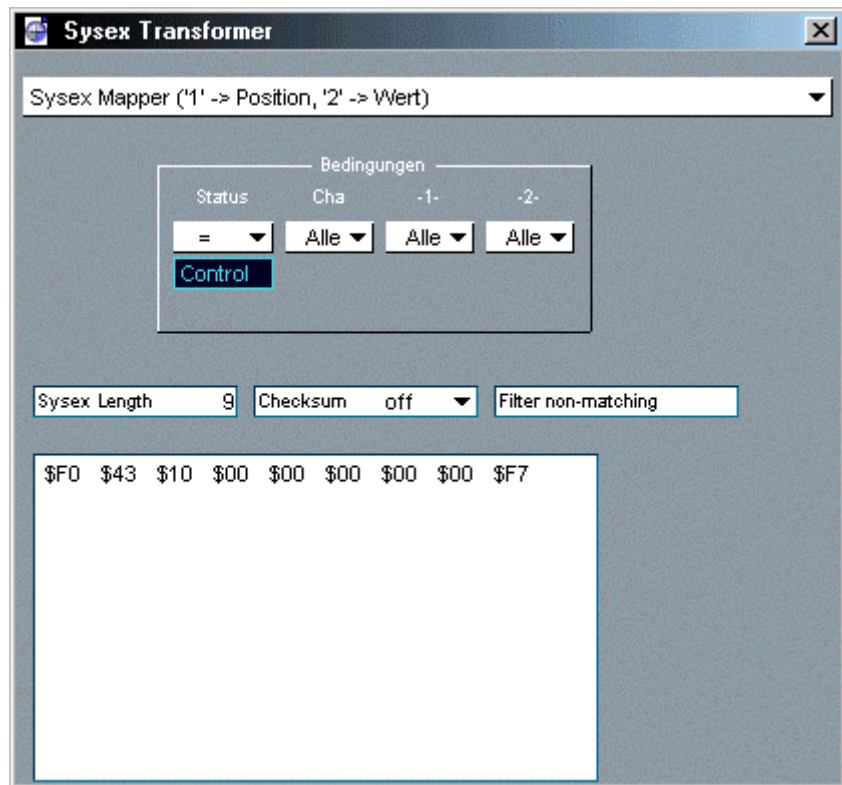 Sysex Transformer
Sysex Mapper ('1' -> Position, '2' -> Wert)
Bedingungen
Status Cha -1- -2-
= Alle Alle Alle
Control
Sysex Length 9 Checksum off Filter non-matching
$F0 $43 $10 $00 $00 $00 $00 $00 $F7